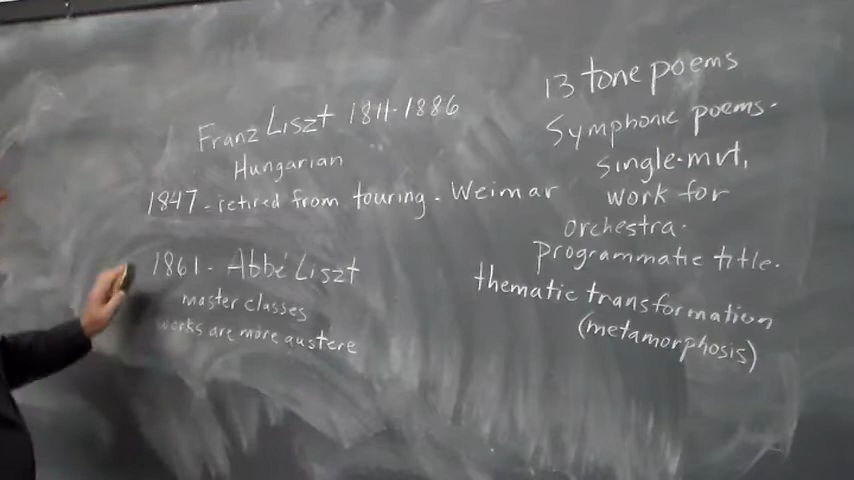 Franz Liszt 1811-1886
Hungarian
1847 - retired from touring. Weimar
1861 - Abbé Liszt
master classes
works are more austere
13 tone poems
Symphonic poems.
single-mvt,
work for
orchestra.
programmatic title.
thematic transformation
(metamorphosis)